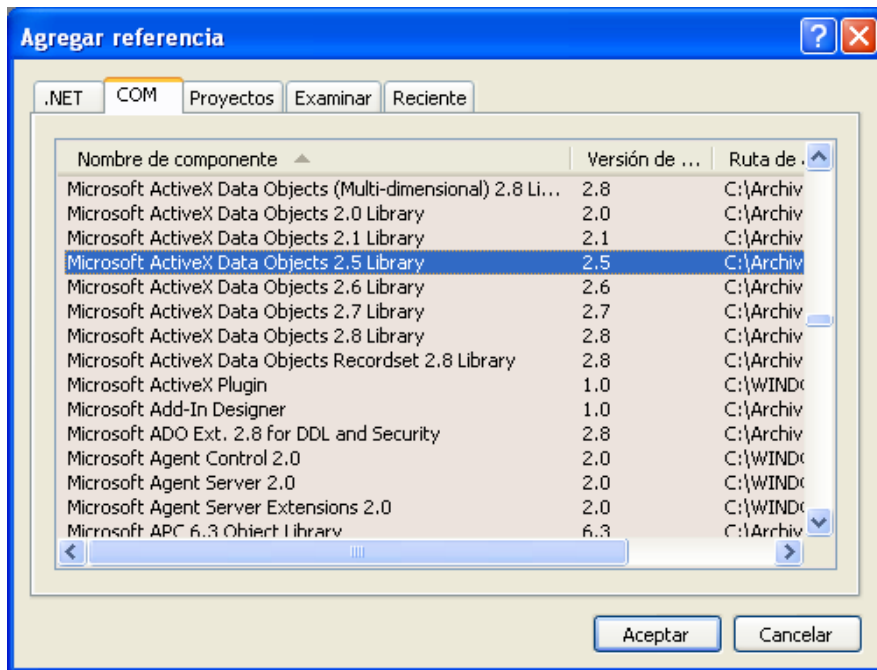 Agregar referencia
.NET COM Proyectos Examinar Reciente
Nombre de componente Versión de ... Ruta de
Microsoft ActiveX Data Objects (Multi-dimensional) 2.8 Li... 2.8 C:\Archiv
Microsoft ActiveX Data Objects 2.0 Library 2.0 C:\Archiv
Microsoft ActiveX Data Objects 2.1 Library 2.1 C:\Archiv
Microsoft ActiveX Data Objects 2.5 Library 2.5 C:\Archiv
Microsoft ActiveX Data Objects 2.6 Library 2.6 C:\Archiv
Microsoft ActiveX Data Objects 2.7 Library 2.7 C:\Archiv
Microsoft ActiveX Data Objects 2.8 Library 2.8 C:\Archiv
Microsoft ActiveX Data Objects Recordset 2.8 Library 2.8 C:\Archiv
Microsoft ActiveX Plugin 1.0 C:\WINDO
Microsoft Add-In Designer 1.0 C:\Archiv
Microsoft ADO Ext. 2.8 for DDL and Security 2.8 C:\Archiv
Microsoft Agent Control 2.0 2.0 C:\WINDO
Microsoft Agent Server 2.0 2.0 C:\WINDO
Microsoft Agent Server Extensions 2.0 2.0 C:\WINDO
Microsoft APC 6.3 Object Library 6.3 C:\Archiv
Aceptar Cancelar